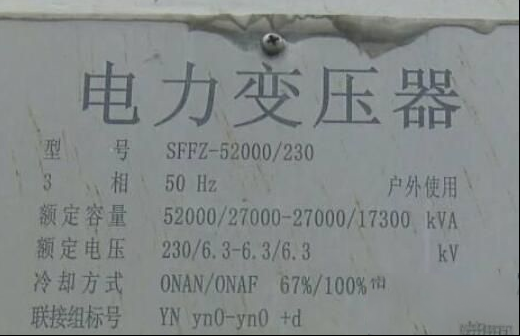 电力变压器
型 号 SFFZ-52000/230
3 相 50 Hz 户外使用
额定容量 52000/27000-27000/17300 kVA
额定电压 230/6.3-6.3/6.3 kV
冷却方式 ONAN/ONAF 67%/100%
联接组标号 YN yn0-yn0 +d